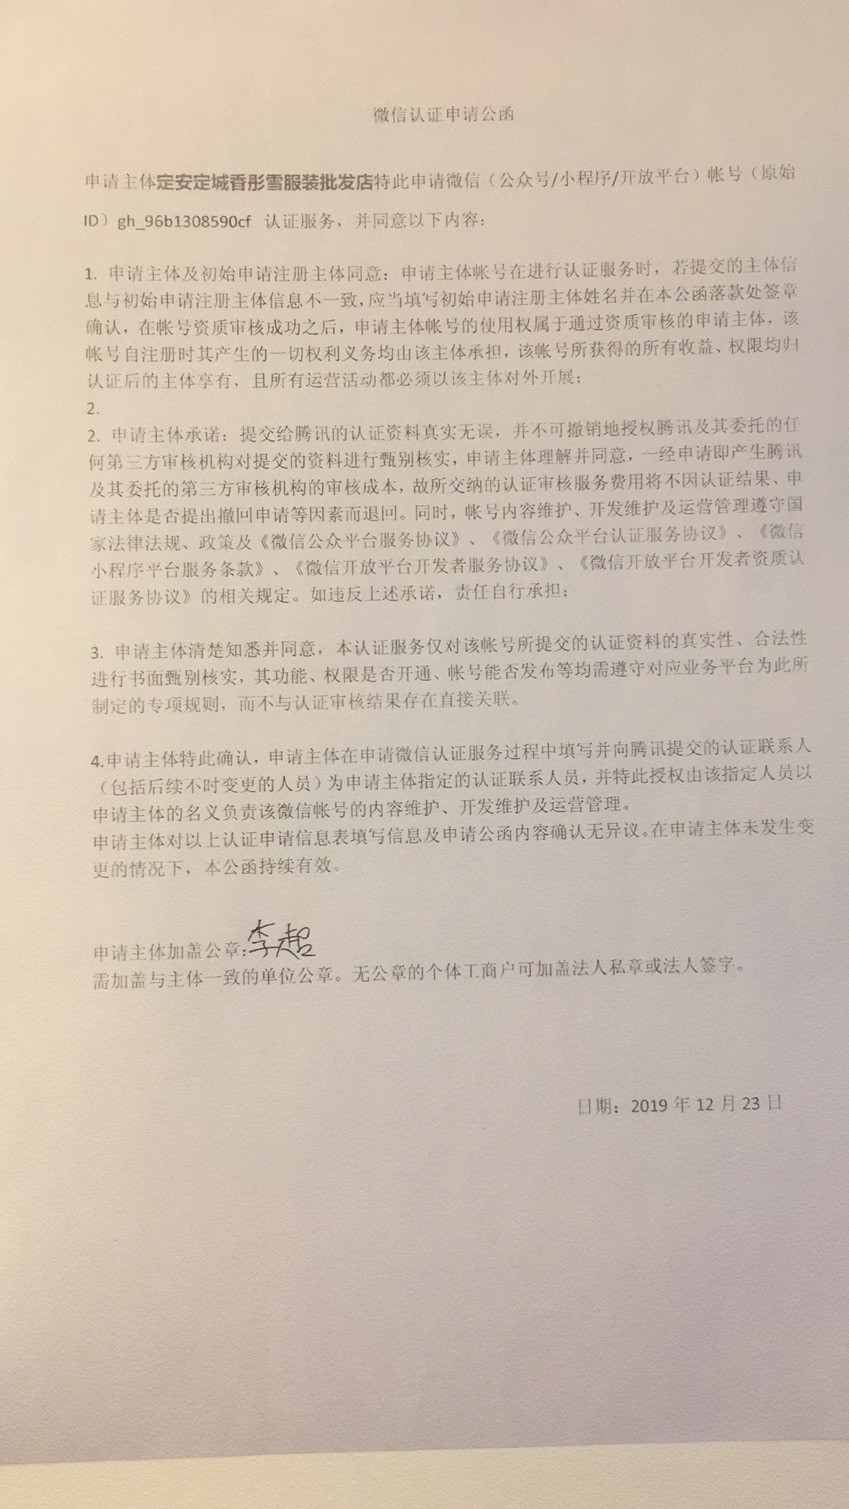 微信认证申请公函
申请主体定安定城香彤雪服装批发店特此申请微信（公众号/小程序/开放平台）帐号（原始
ID）gh_96b1308590cf 认证服务，并同意以下内容：
1. 申请主体及初始申请注册主体同意：申请主体帐号在进行认证服务时，若提交的主体信
息与初始申请注册主体信息不一致，应当填写初始申请注册主体姓名并在本公函落款处签章
确认，在帐号资质审核成功之后，申请主体帐号的使用权属于通过资质审核的申请主体，该
帐号自注册时其产生的一切权利义务均由该主体承担，该帐号所获得的所有收益、权限均归
认证后的主体享有，且所有运营活动都必须以该主体对外开展；
2.
2. 申请主体承诺：提交给腾讯的认证资料真实无误，并不可撤销地授权腾讯及其委托的任
何第三方审核机构对提交的资料进行甄别核实，申请主体理解并同意，一经申请即产生腾讯
及其委托的第三方审核机构的审核成本，故所交纳的认证审核服务费用将不因认证结果、申
请主体是否提出撤回申请等因素而退回。同时，帐号内容维护、开发维护及运营管理遵守国
家法律法规、政策及《微信公众平台服务协议》、《微信公众平台认证服务协议》、《微信
小程序平台服务条款》、《微信开放平台开发者服务协议》、《微信开放平台开发者资质认
证服务协议》的相关规定。如违反上述承诺，责任自行承担；
3. 申请主体清楚知悉并同意，本认证服务仅对该帐号所提交的认证资料的真实性、合法性
进行书面甄别核实，其功能、权限是否开通、帐号能否发布等均需遵守对应业务平台为此所
制定的专项规则，而不与认证审核结果存在直接关联。
4.申请主体特此确认，申请主体在申请微信认证服务过程中填写并向腾讯提交的认证联系人
（包括后续不时变更的人员）为申请主体指定的认证联系人员，并特此授权由该指定人员以
申请主体的名义负责该微信帐号的内容维护、开发维护及运营管理。
申请主体对以上认证申请信息表填写信息及申请公函内容确认无异议。在申请主体未发生变
更的情况下，本公函持续有效。
申请主体加盖公章：李超
需加盖与主体一致的单位公章。无公章的个体工商户可加盖法人私章或法人签字。
日期：2019 年 12 月 23 日